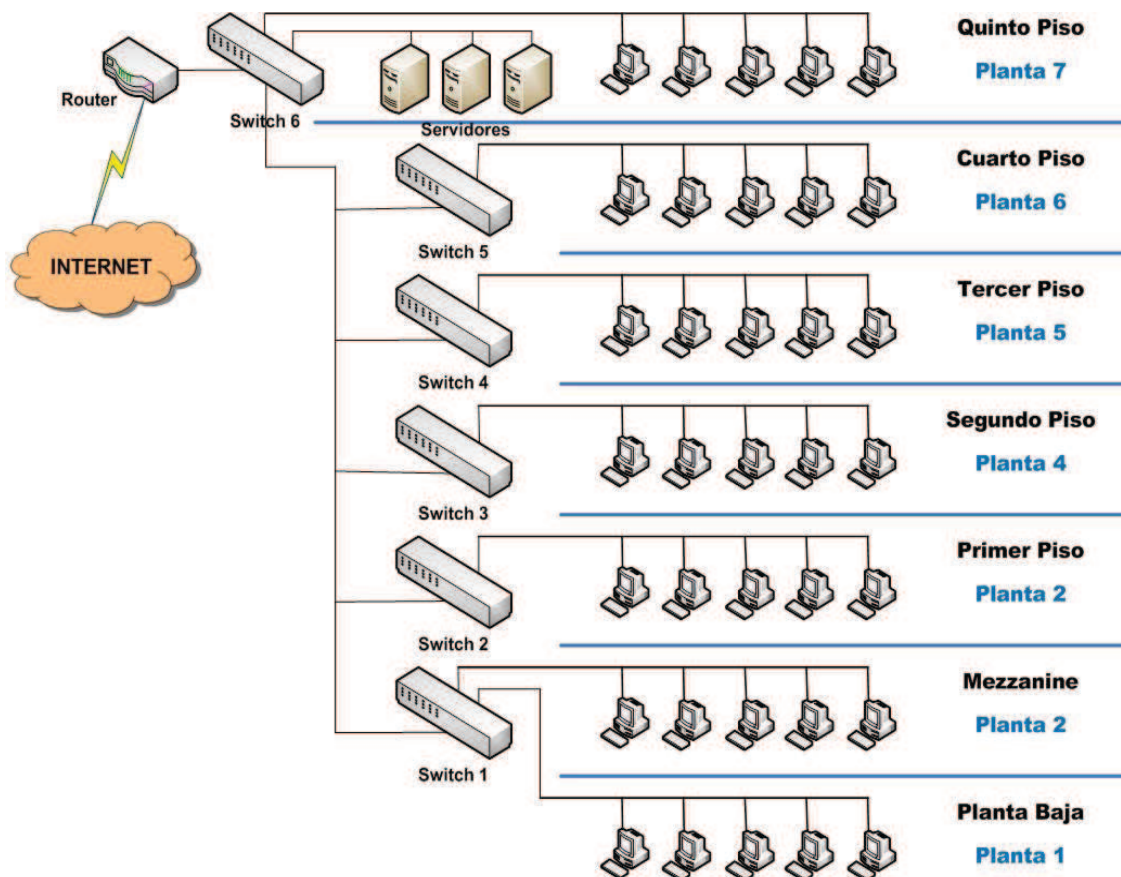 Quinto Piso
Planta 7
Router
Switch 6
Servidores
INTERNET
Cuarto Piso
Planta 6
Switch 5
Tercer Piso
Planta 5
Switch 4
Segundo Piso
Planta 4
Switch 3
Primer Piso
Planta 2
Switch 2
Mezzanine
Planta 2
Switch 1
Planta Baja
Planta 1